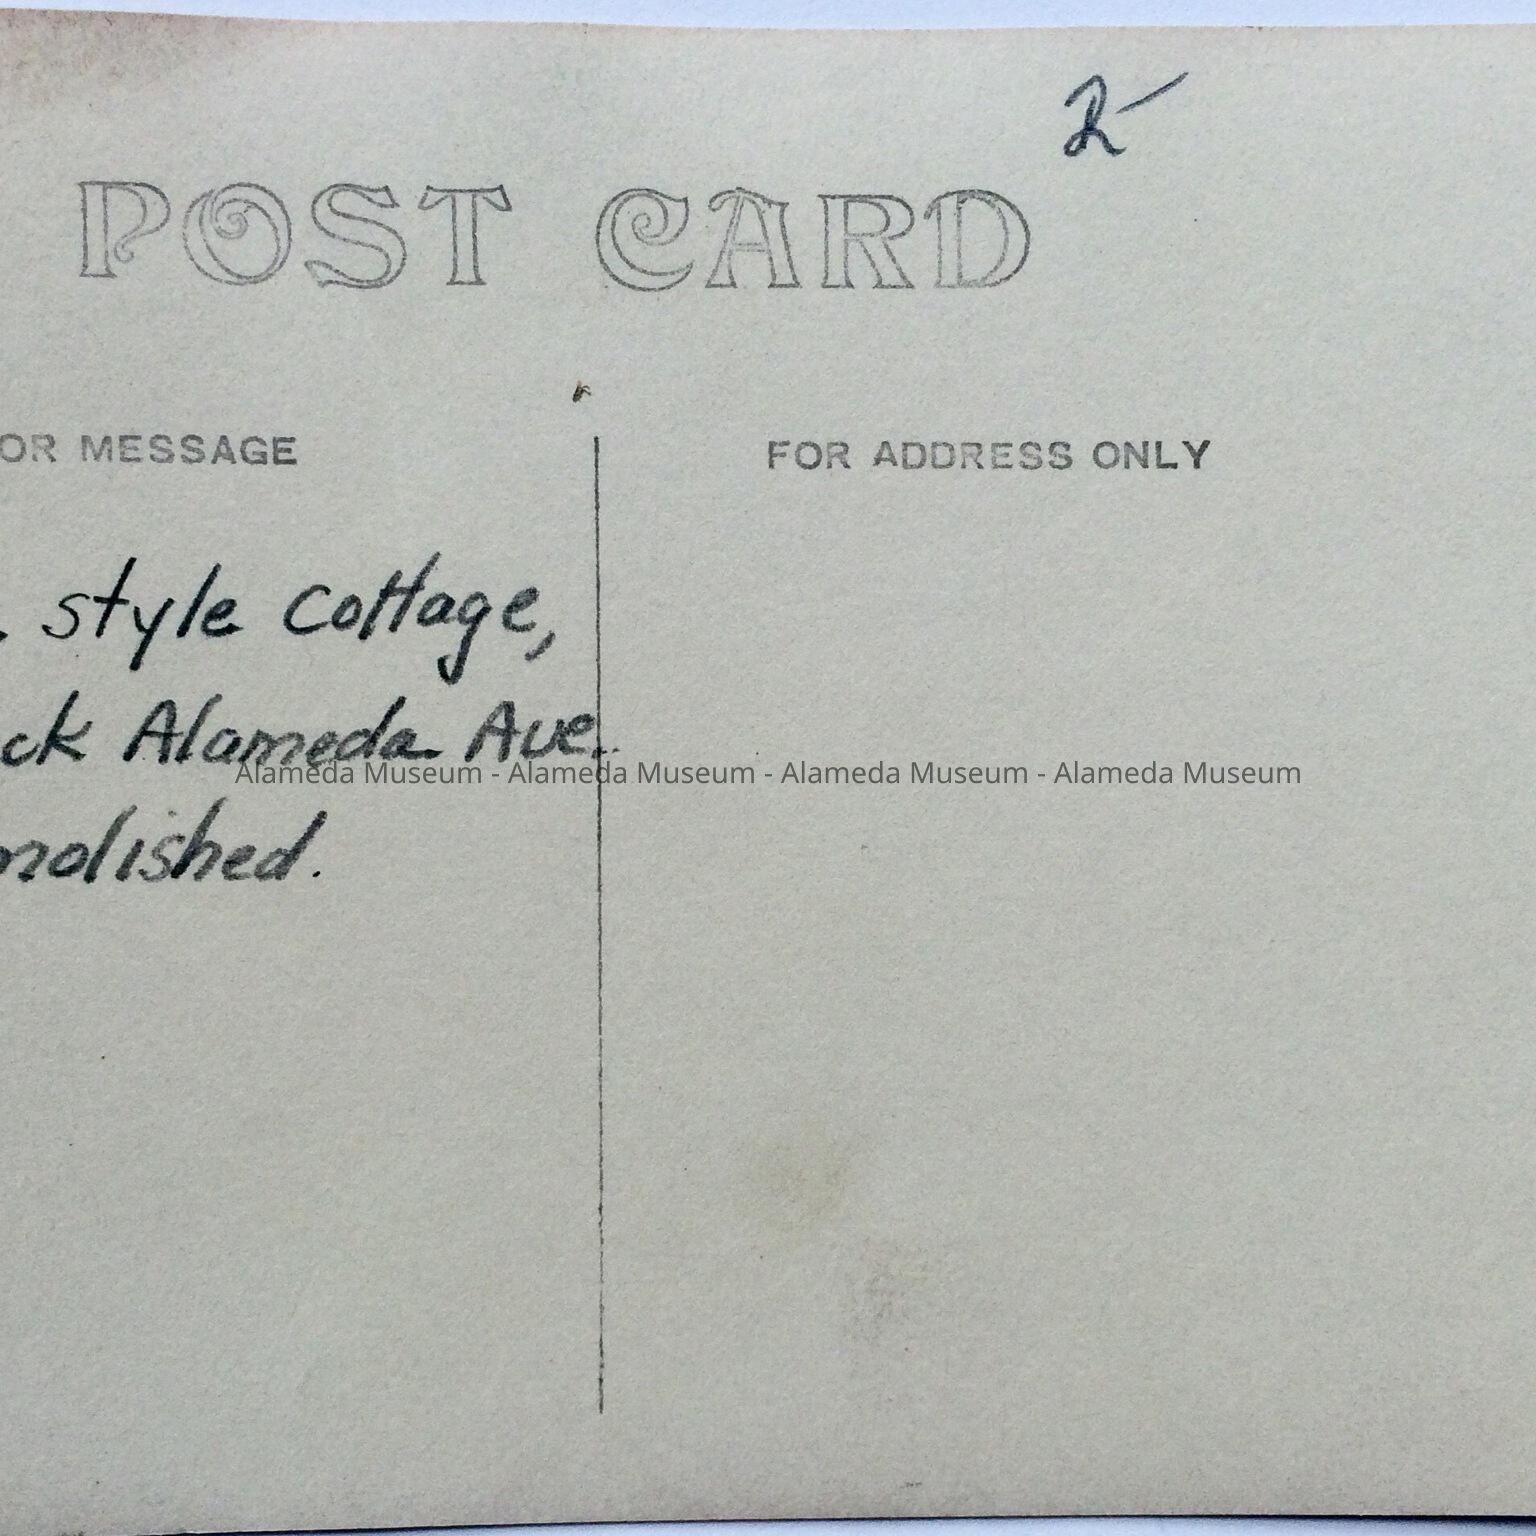 2-
POST CARD
OR MESSAGE
FOR ADDRESS ONLY
. style cottage,
ck Alameda Ave.
molished.
Alameda Museum - Alameda Museum - Alameda Museum - Alameda Museum